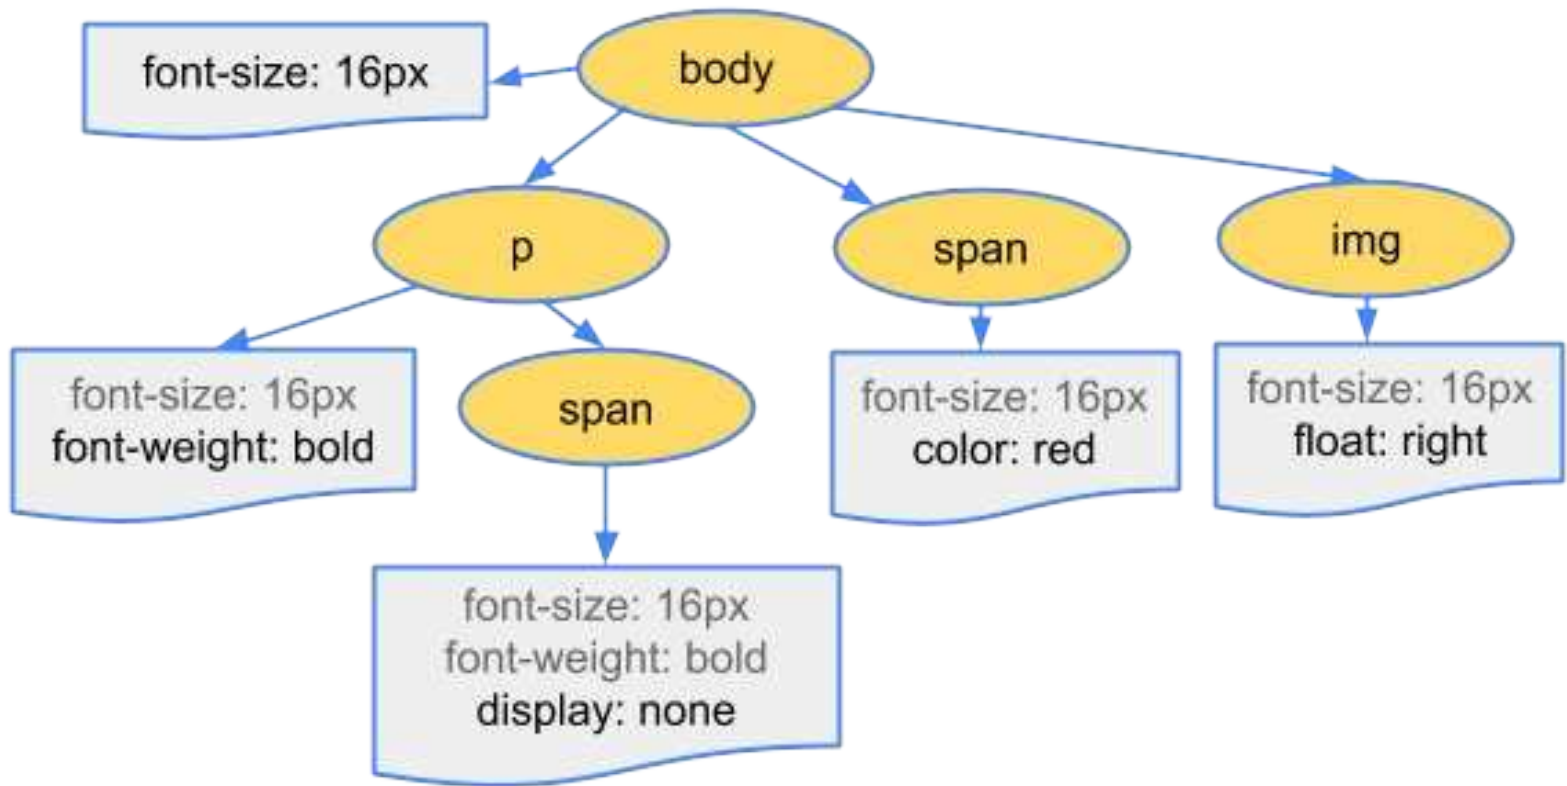 font-size: 16px
body
p
span
img
font-size: 16px
font-weight: bold
span
font-size: 16px
color: red
font-size: 16px
float: right
font-size: 16px
font-weight: bold
display: none